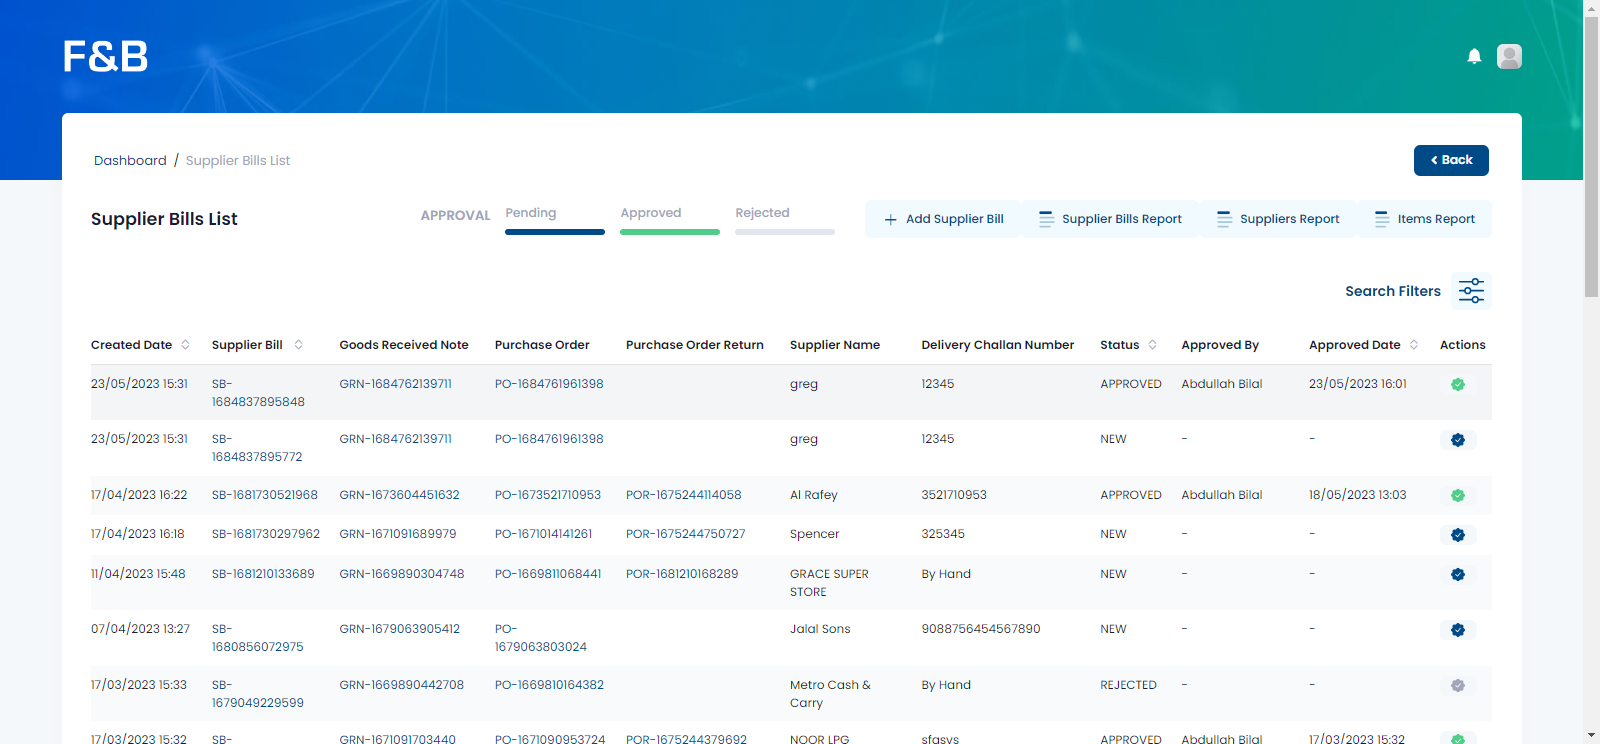 F&B
Dashboard / Supplier Bills List
Back
Supplier Bills List
APPROVAL Pending Approved Rejected
Add Supplier Bill Supplier Bills Report Suppliers Report Items Report
Search Filters
Created Date Supplier Bill Goods Received Note Purchase Order Purchase Order Return Supplier Name Delivery Challan Number Status Approved By Approved Date Actions
23/05/2023 15:31 SB- GRN-1684762139711 PO-1684761961398 greg 12345 APPROVED Abdullah Bilal 23/05/2023 16:01
1684837895848
23/05/2023 15:31 SB- GRN-1684762139711 PO-1684761961398 greg 12345 NEW - -
1684837895772
17/04/2023 16:22 SB-1681730521968 GRN-1673604451632 PO-1673521710953 POR-1675244114058 Al Rafey 3521710953 APPROVED Abdullah Bilal 18/05/2023 13:03
17/04/2023 16:18 SB-1681730297962 GRN-1671091689979 PO-1671014141261 POR-1675244750727 Spencer 325345 NEW - -
11/04/2023 15:48 SB-1681210133689 GRN-1669890304748 PO-1669811068441 POR-1681210168289 GRACE SUPER By Hand NEW - -
STORE
07/04/2023 13:27 SB- GRN-1679063905412 PO- Jalal Sons 9088756454567890 NEW - -
1680856072975 1679063803024
17/03/2023 15:33 SB- GRN-1669890442708 PO-1669810164382 Metro Cash & By Hand REJECTED - -
1679049229599 Carry
17/03/2023 15:32 SB- GRN-1671091703440 PO-1671090953724 POR-1675244379692 NOOR LPG sfasvs APPROVED Abdullah Bilal 17/03/2023 15:32